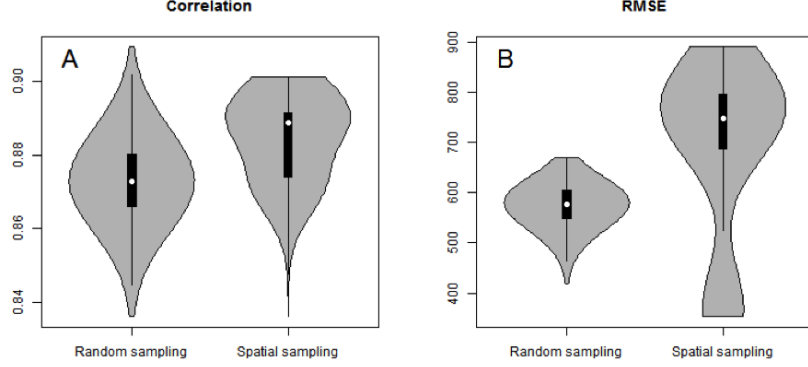 Correlation
RMSE
A
B
0.90
0.88
0.86
0.84
900
800
700
600
500
400
Random sampling
Spatial sampling
Random sampling
Spatial sampling